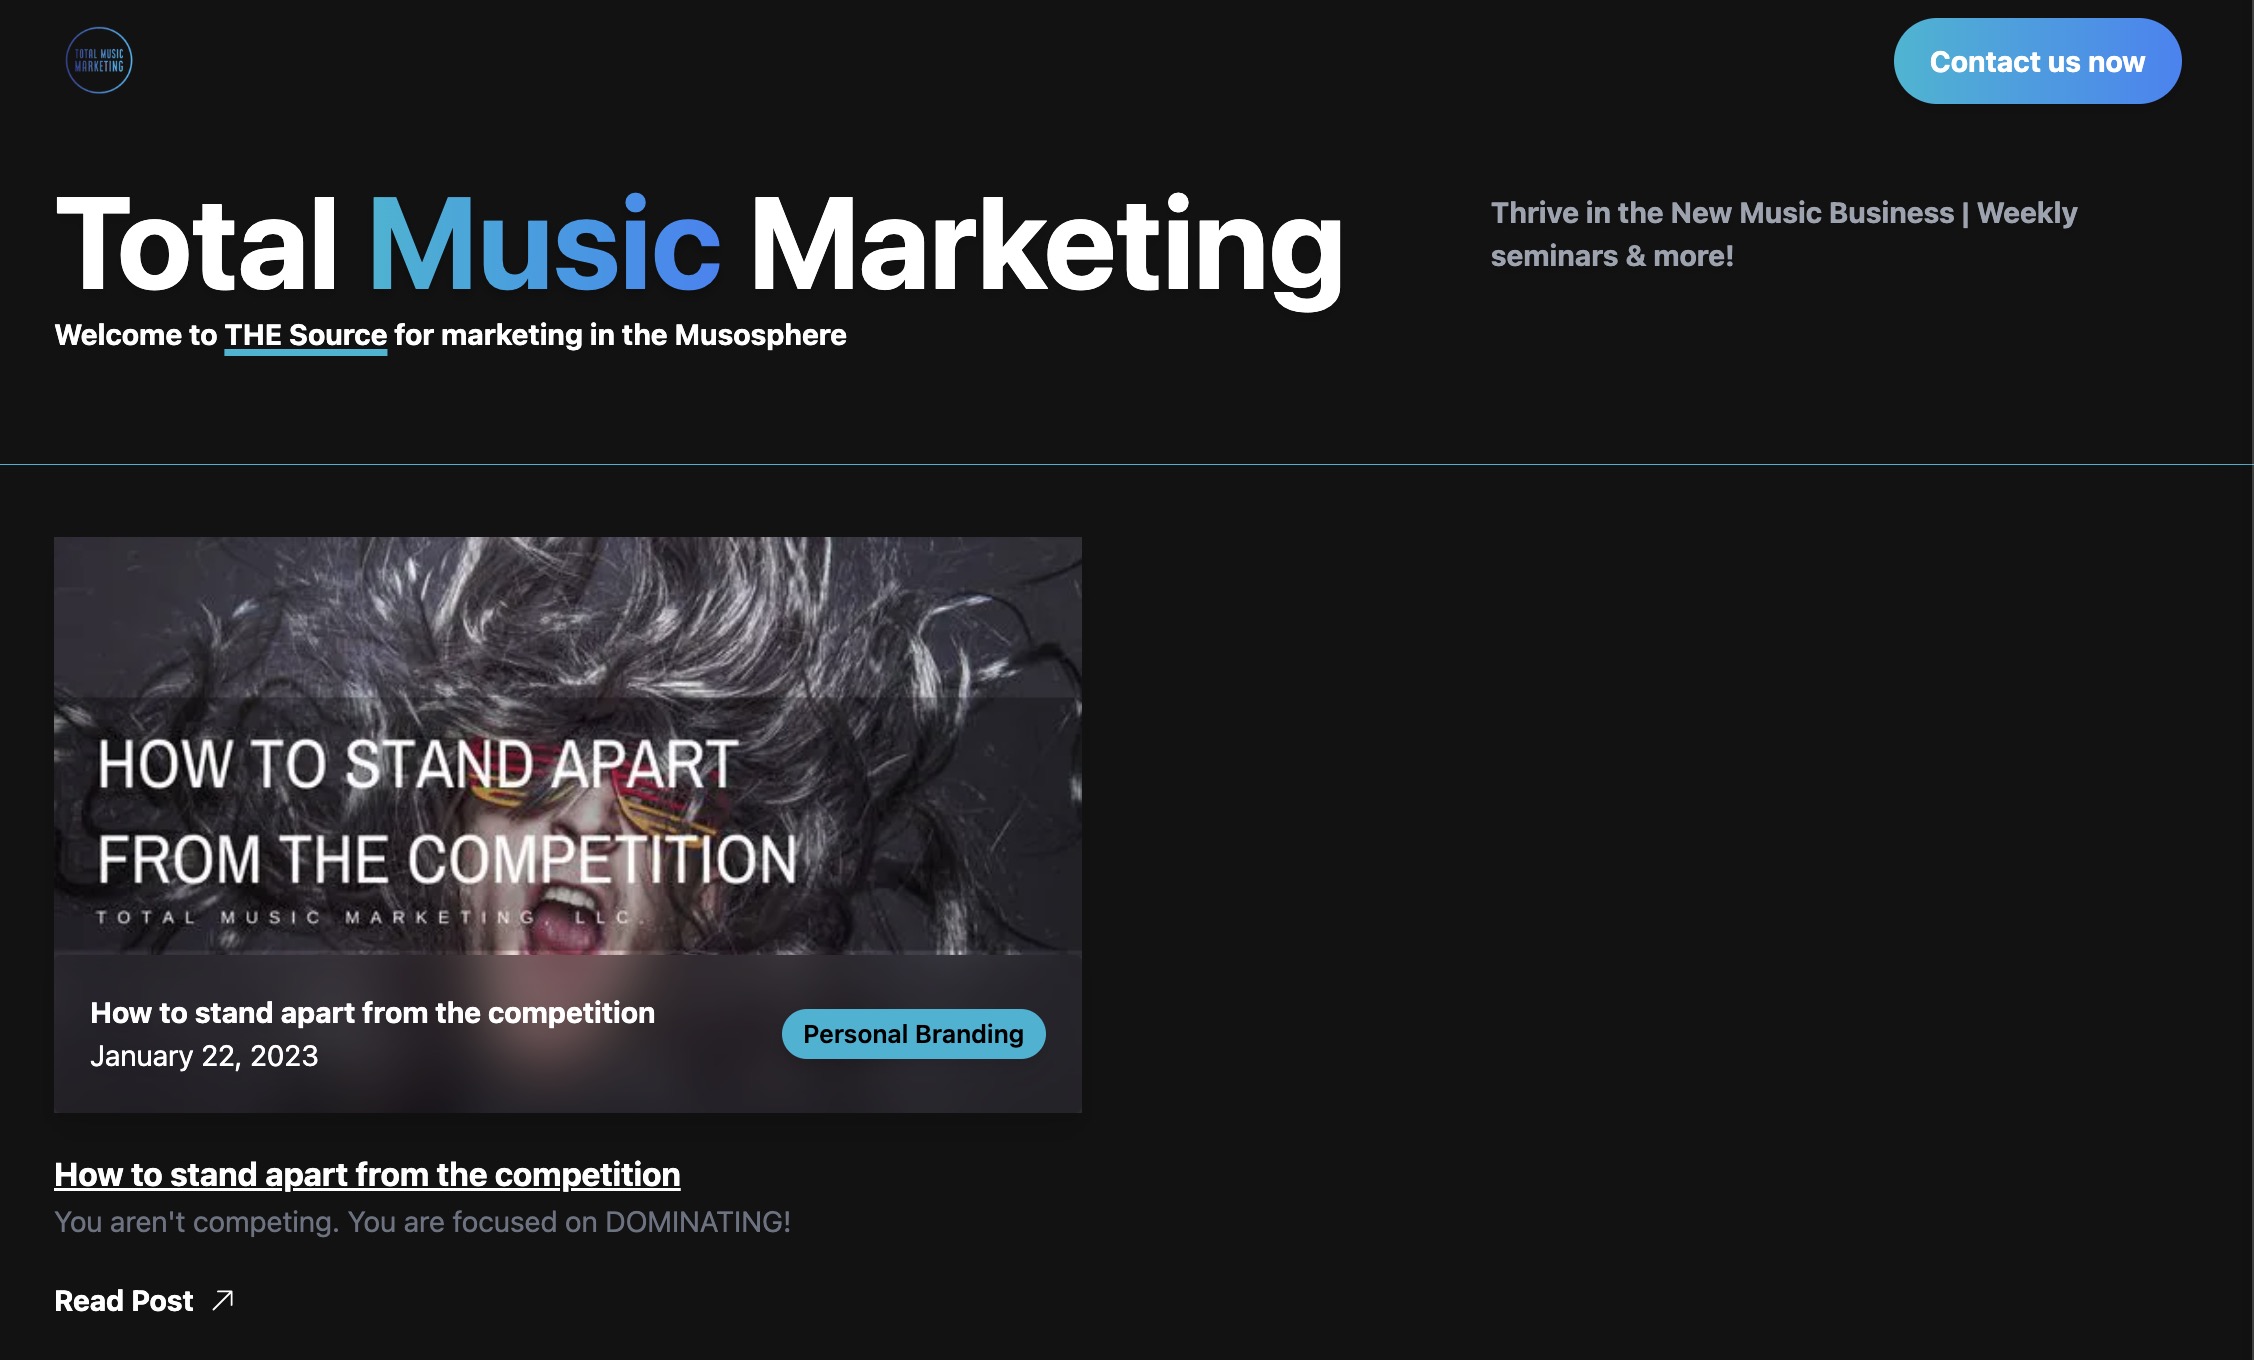 TOTAL MUSIC
MARKETING
Contact us now
Total Music Marketing
Welcome to THE Source for marketing in the Musosphere
Thrive in the New Music Business | Weekly
seminars & more!
HOW TO STAND APART
FROM THE COMPETITION
TOTAL MUSIC MARKETING, LLC.
How to stand apart from the competition
January 22, 2023
Personal Branding
How to stand apart from the competition
You aren't competing. You are focused on DOMINATING!
Read Post